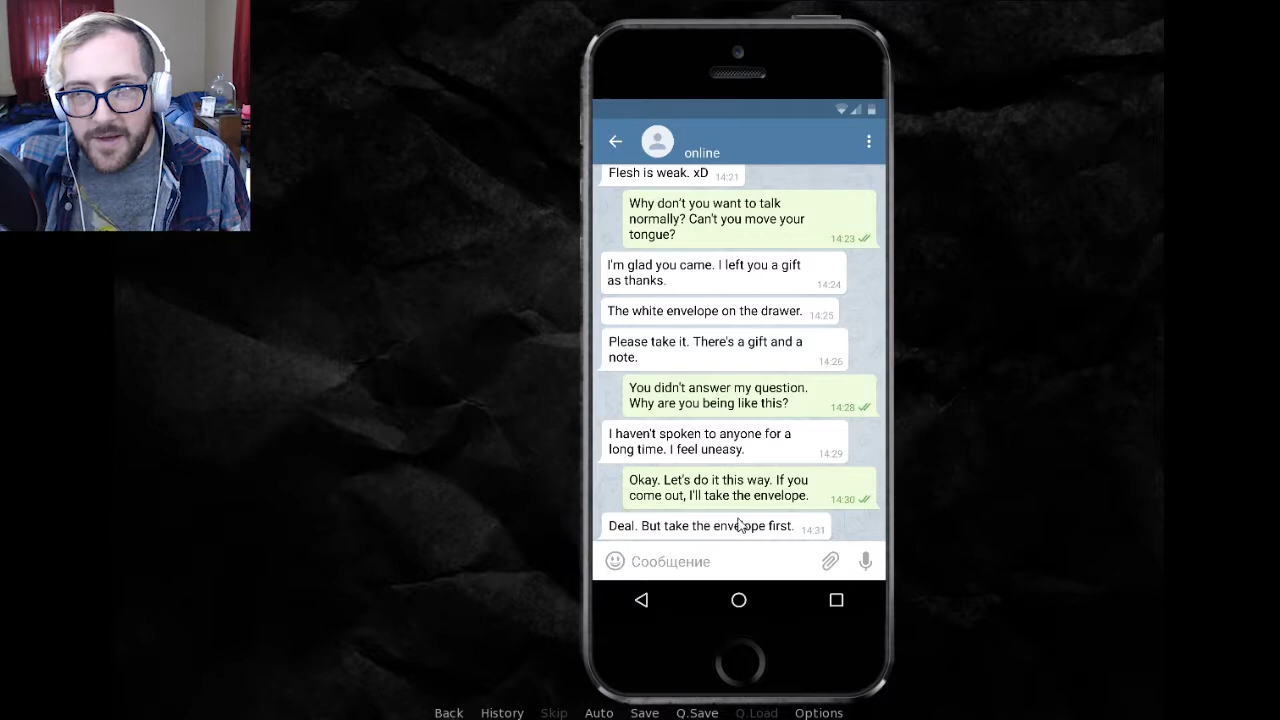 online
Flesh is weak. xD 14:21
Why don't you want to talk
normally? Can't you move your
tongue?
14:23
I'm glad you came. I left you a gift
as thanks.
14:24
The white envelope on the drawer. 14:25
Please take it. There's a gift and a
note.
14:26
You didn't answer my question.
Why are you being like this?
14:28
I haven't spoken to anyone for a
long time. I feel uneasy.
14:29
Okay. Let's do it this way. If you
come out, I'll take the envelope.
14:30
Deal. But take the envelope first. 14:31
Сообщение
Back History Skip Auto Save Q.Save Q.Load Options